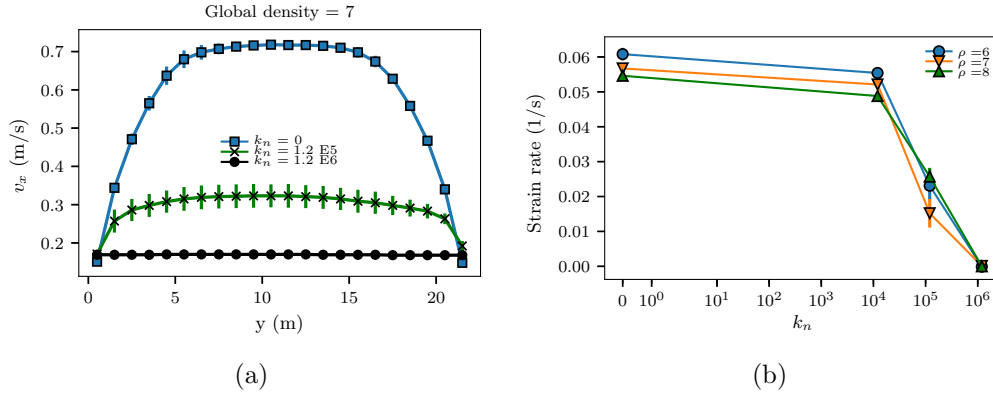 Global density = 7
0.7
0.6
0.5
0.4
0.3
0.2
v_x (m/s)
k_n = 0
k_n = 1.2 E5
k_n = 1.2 E6
0 5 10 15 20
y (m)
(a)
0.06
0.05
0.04
0.03
0.02
0.01
0.00
Strain rate (1/s)
ρ =6
ρ =7
ρ =8
0 10^0 10^1 10^2 10^3 10^4 10^5 10^6
k_n
(b)